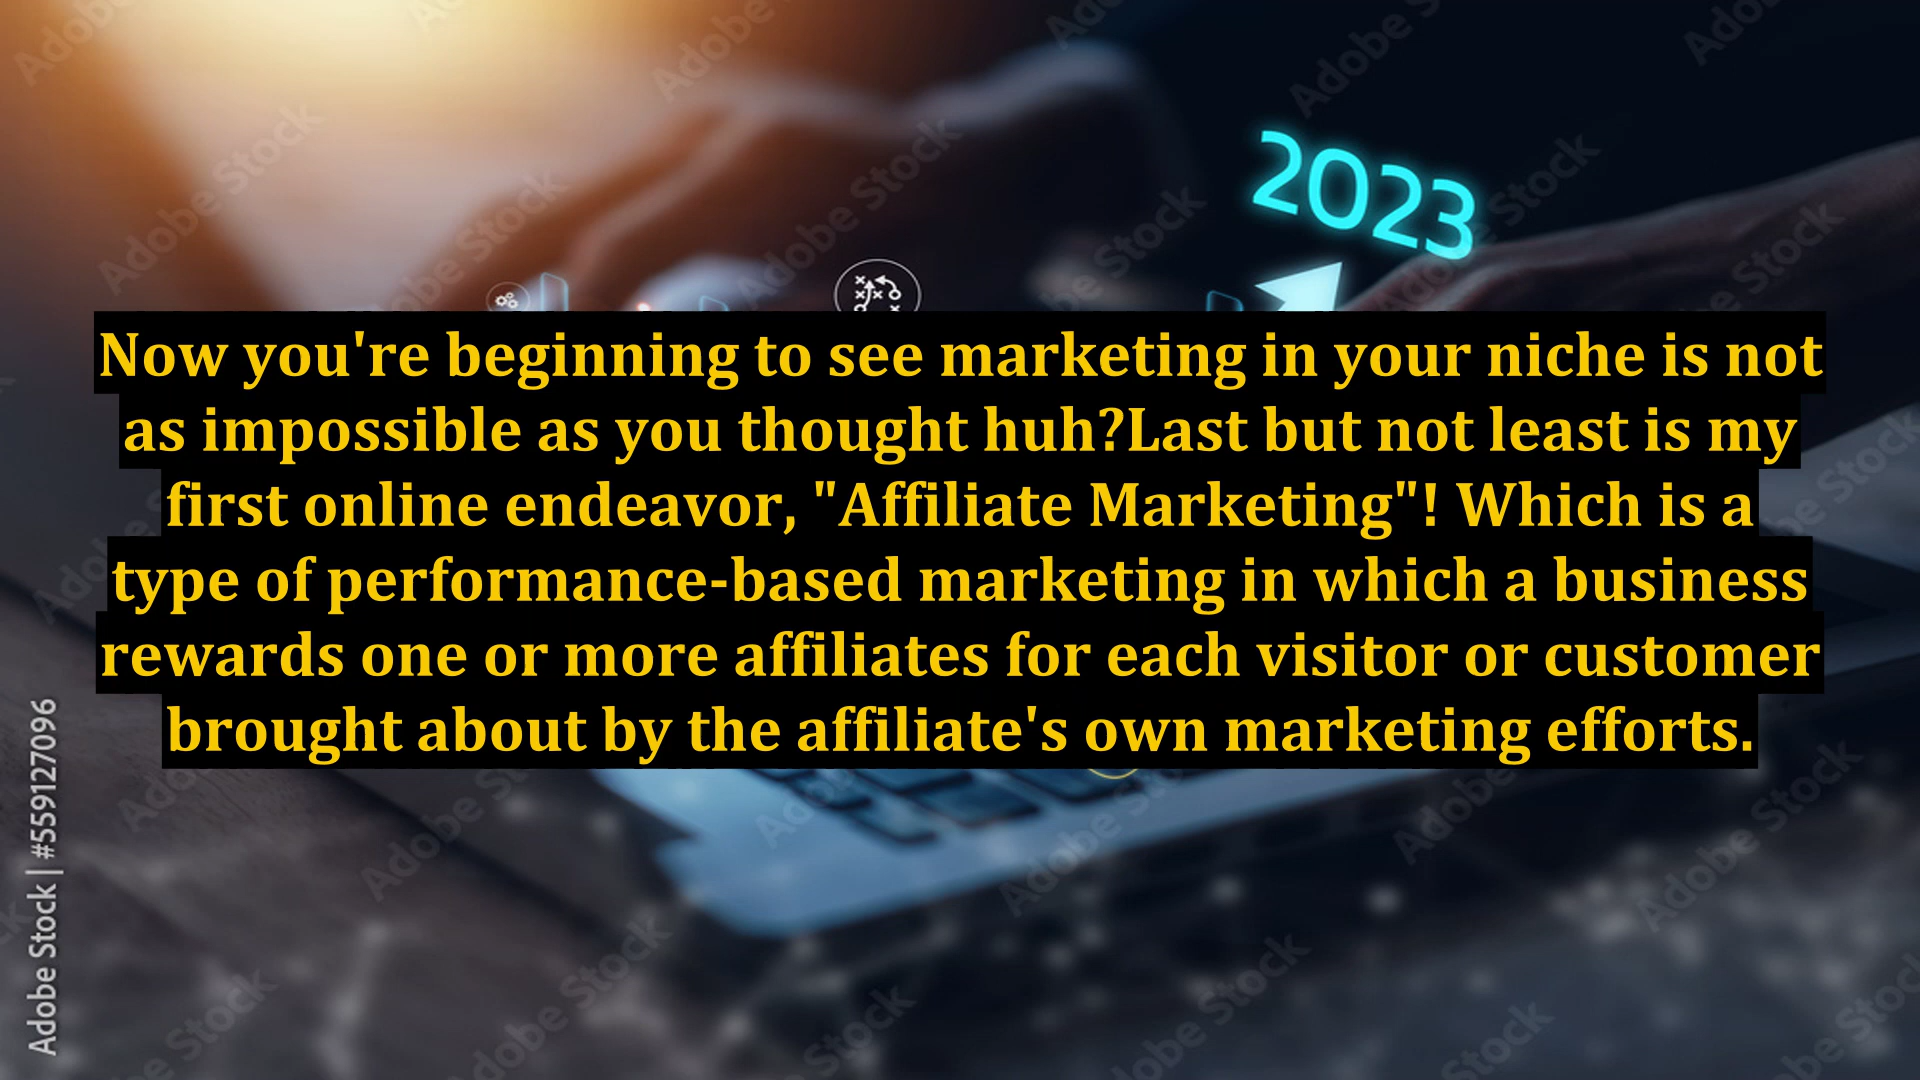 2023
Now you're beginning to see marketing in your niche is not
as impossible as you thought huh?Last but not least is my
first online endeavor, "Affiliate Marketing"! Which is a
type of performance-based marketing in which a business
rewards one or more affiliates for each visitor or customer
brought about by the affiliate's own marketing efforts.
Adobe Stock | #559127096
Adobe Stock